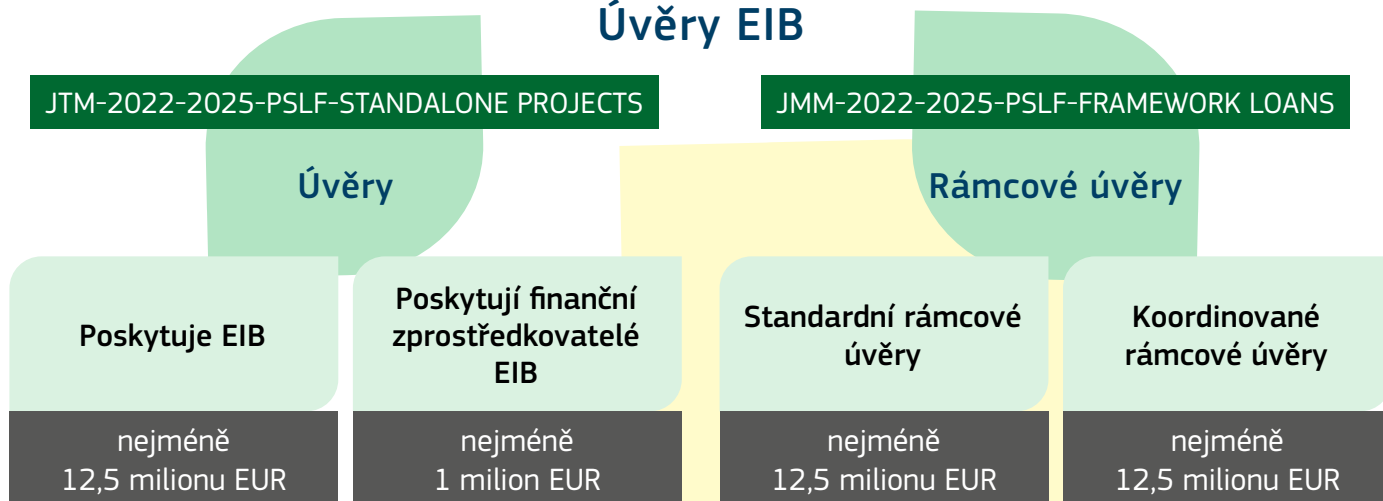 Úvěry EIB
JTM-2022-2025-PSLF-STANDALONE PROJECTS
JMM-2022-2025-PSLF-FRAMEWORK LOANS
Úvěry
Rámcové úvěry
Poskytuje EIB
Poskytují finanční
zprostředkovatelé
EIB
Standardní rámcové
úvěry
Koordinované
rámcové úvěry
nejméně
12,5 milionu EUR
nejméně
1 milion EUR
nejméně
12,5 milionu EUR
nejméně
12,5 milionu EUR